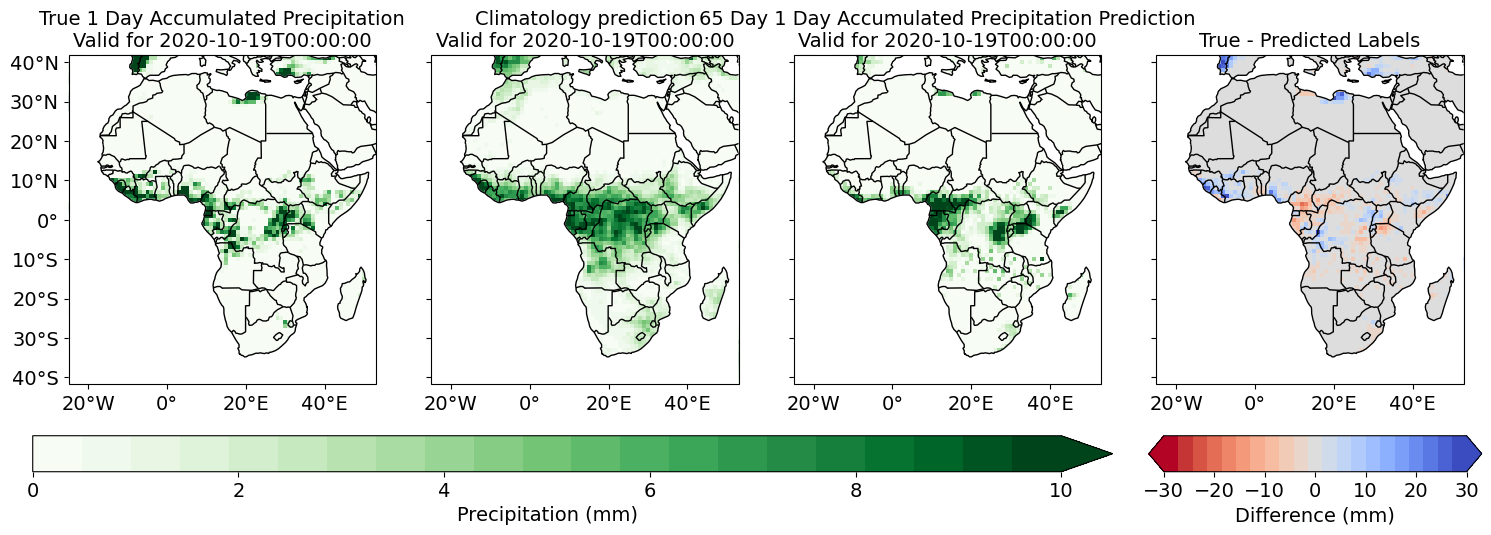 True 1 Day Accumulated Precipitation
Valid for 2020-10-19T00:00:00
Climatology prediction
Valid for 2020-10-19T00:00:00
65 Day 1 Day Accumulated Precipitation Prediction
Valid for 2020-10-19T00:00:00
True - Predicted Labels
40°N
30°N
20°N
10°N
0°
10°S
20°S
30°S
40°S
20°W 0° 20°E 40°E
20°W 0° 20°E 40°E
20°W 0° 20°E 40°E
20°W 0° 20°E 40°E
0 2 4 6 8 10
Precipitation (mm)
−30 −20 −10 0 10 20 30
Difference (mm)